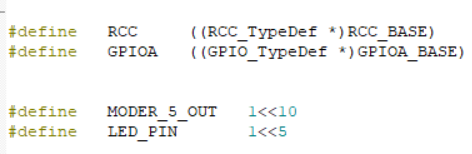 #define RCC ((RCC_TypeDef *)RCC_BASE)
#define GPIOA ((GPIO_TypeDef *)GPIOA_BASE)
#define MODER_5_OUT 1<<10
#define LED_PIN 1<<5